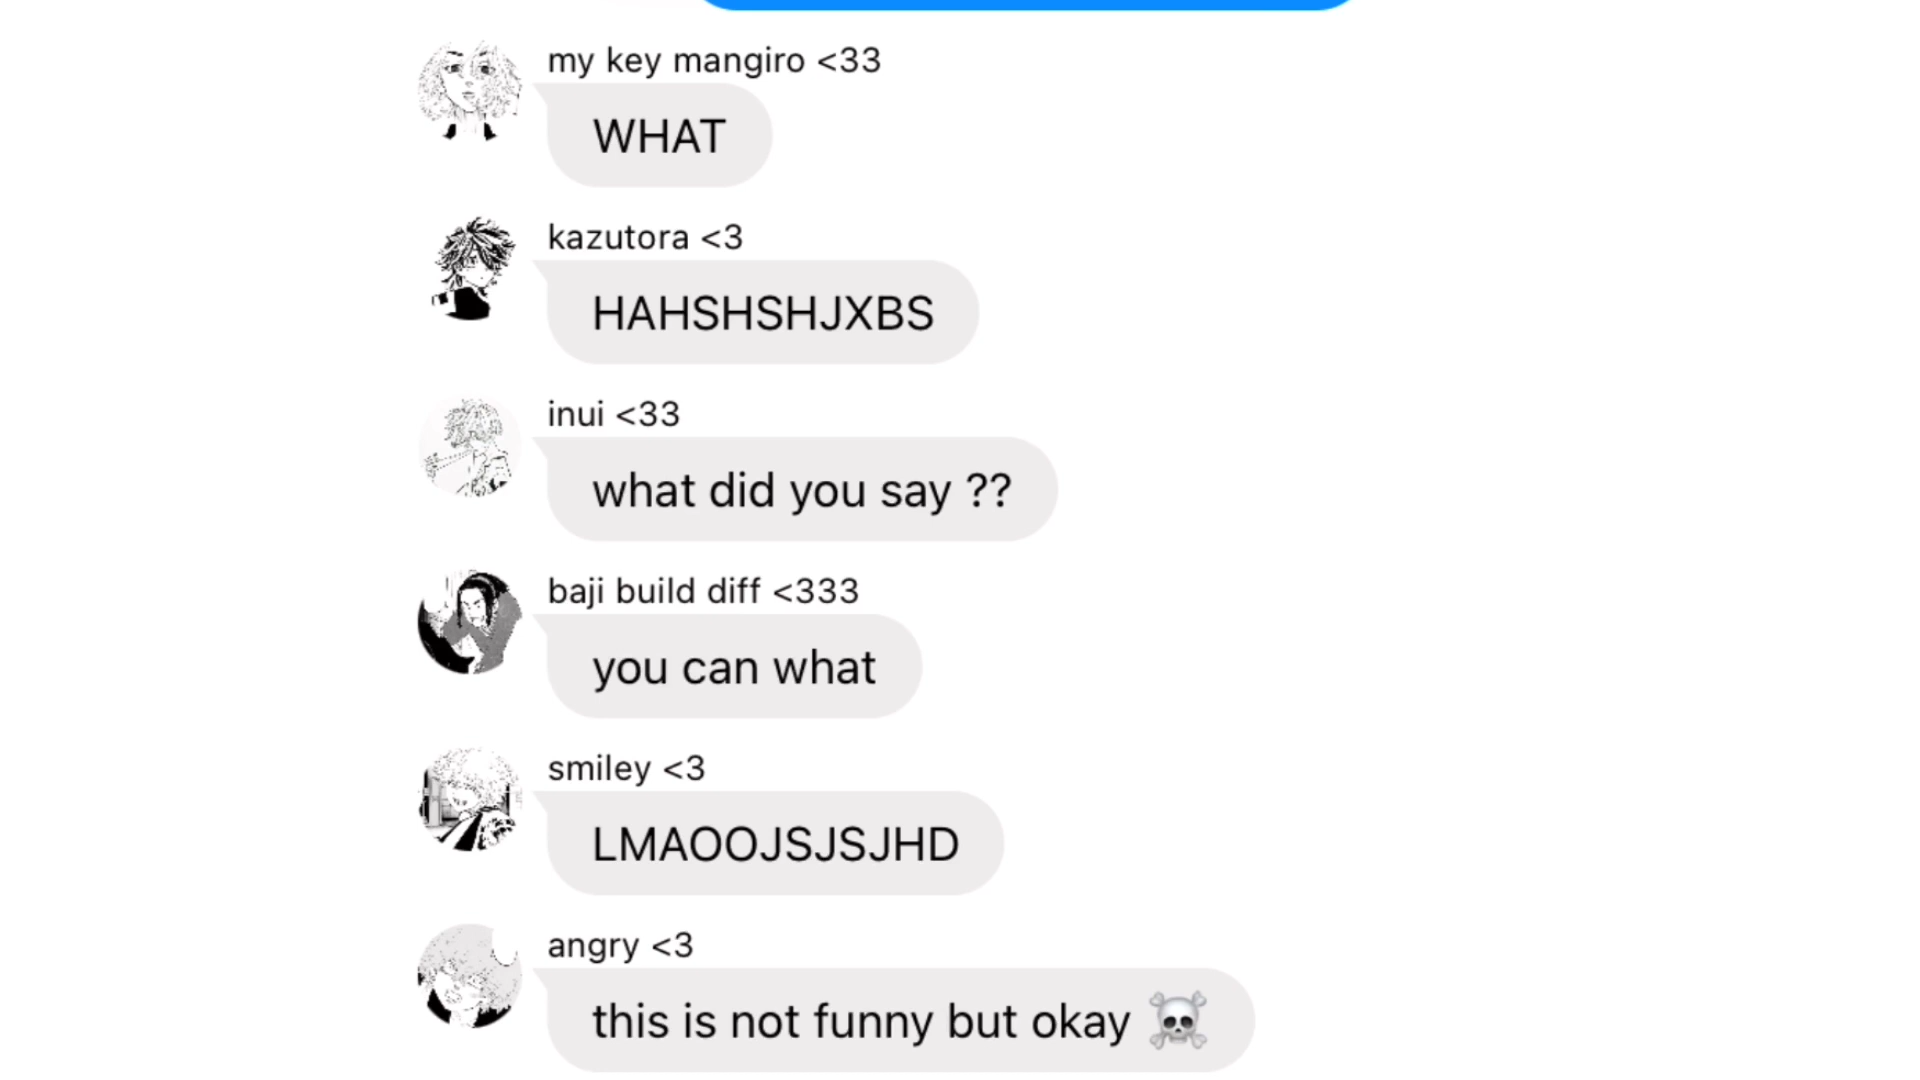 my key mangiro <33
WHAT
kazutora <3
HAHSHSHJXBS
inui <33
what did you say ??
baji build diff <333
you can what
smiley <3
LMAOOJSJSJHD
angry <3
this is not funny but okay ☠️